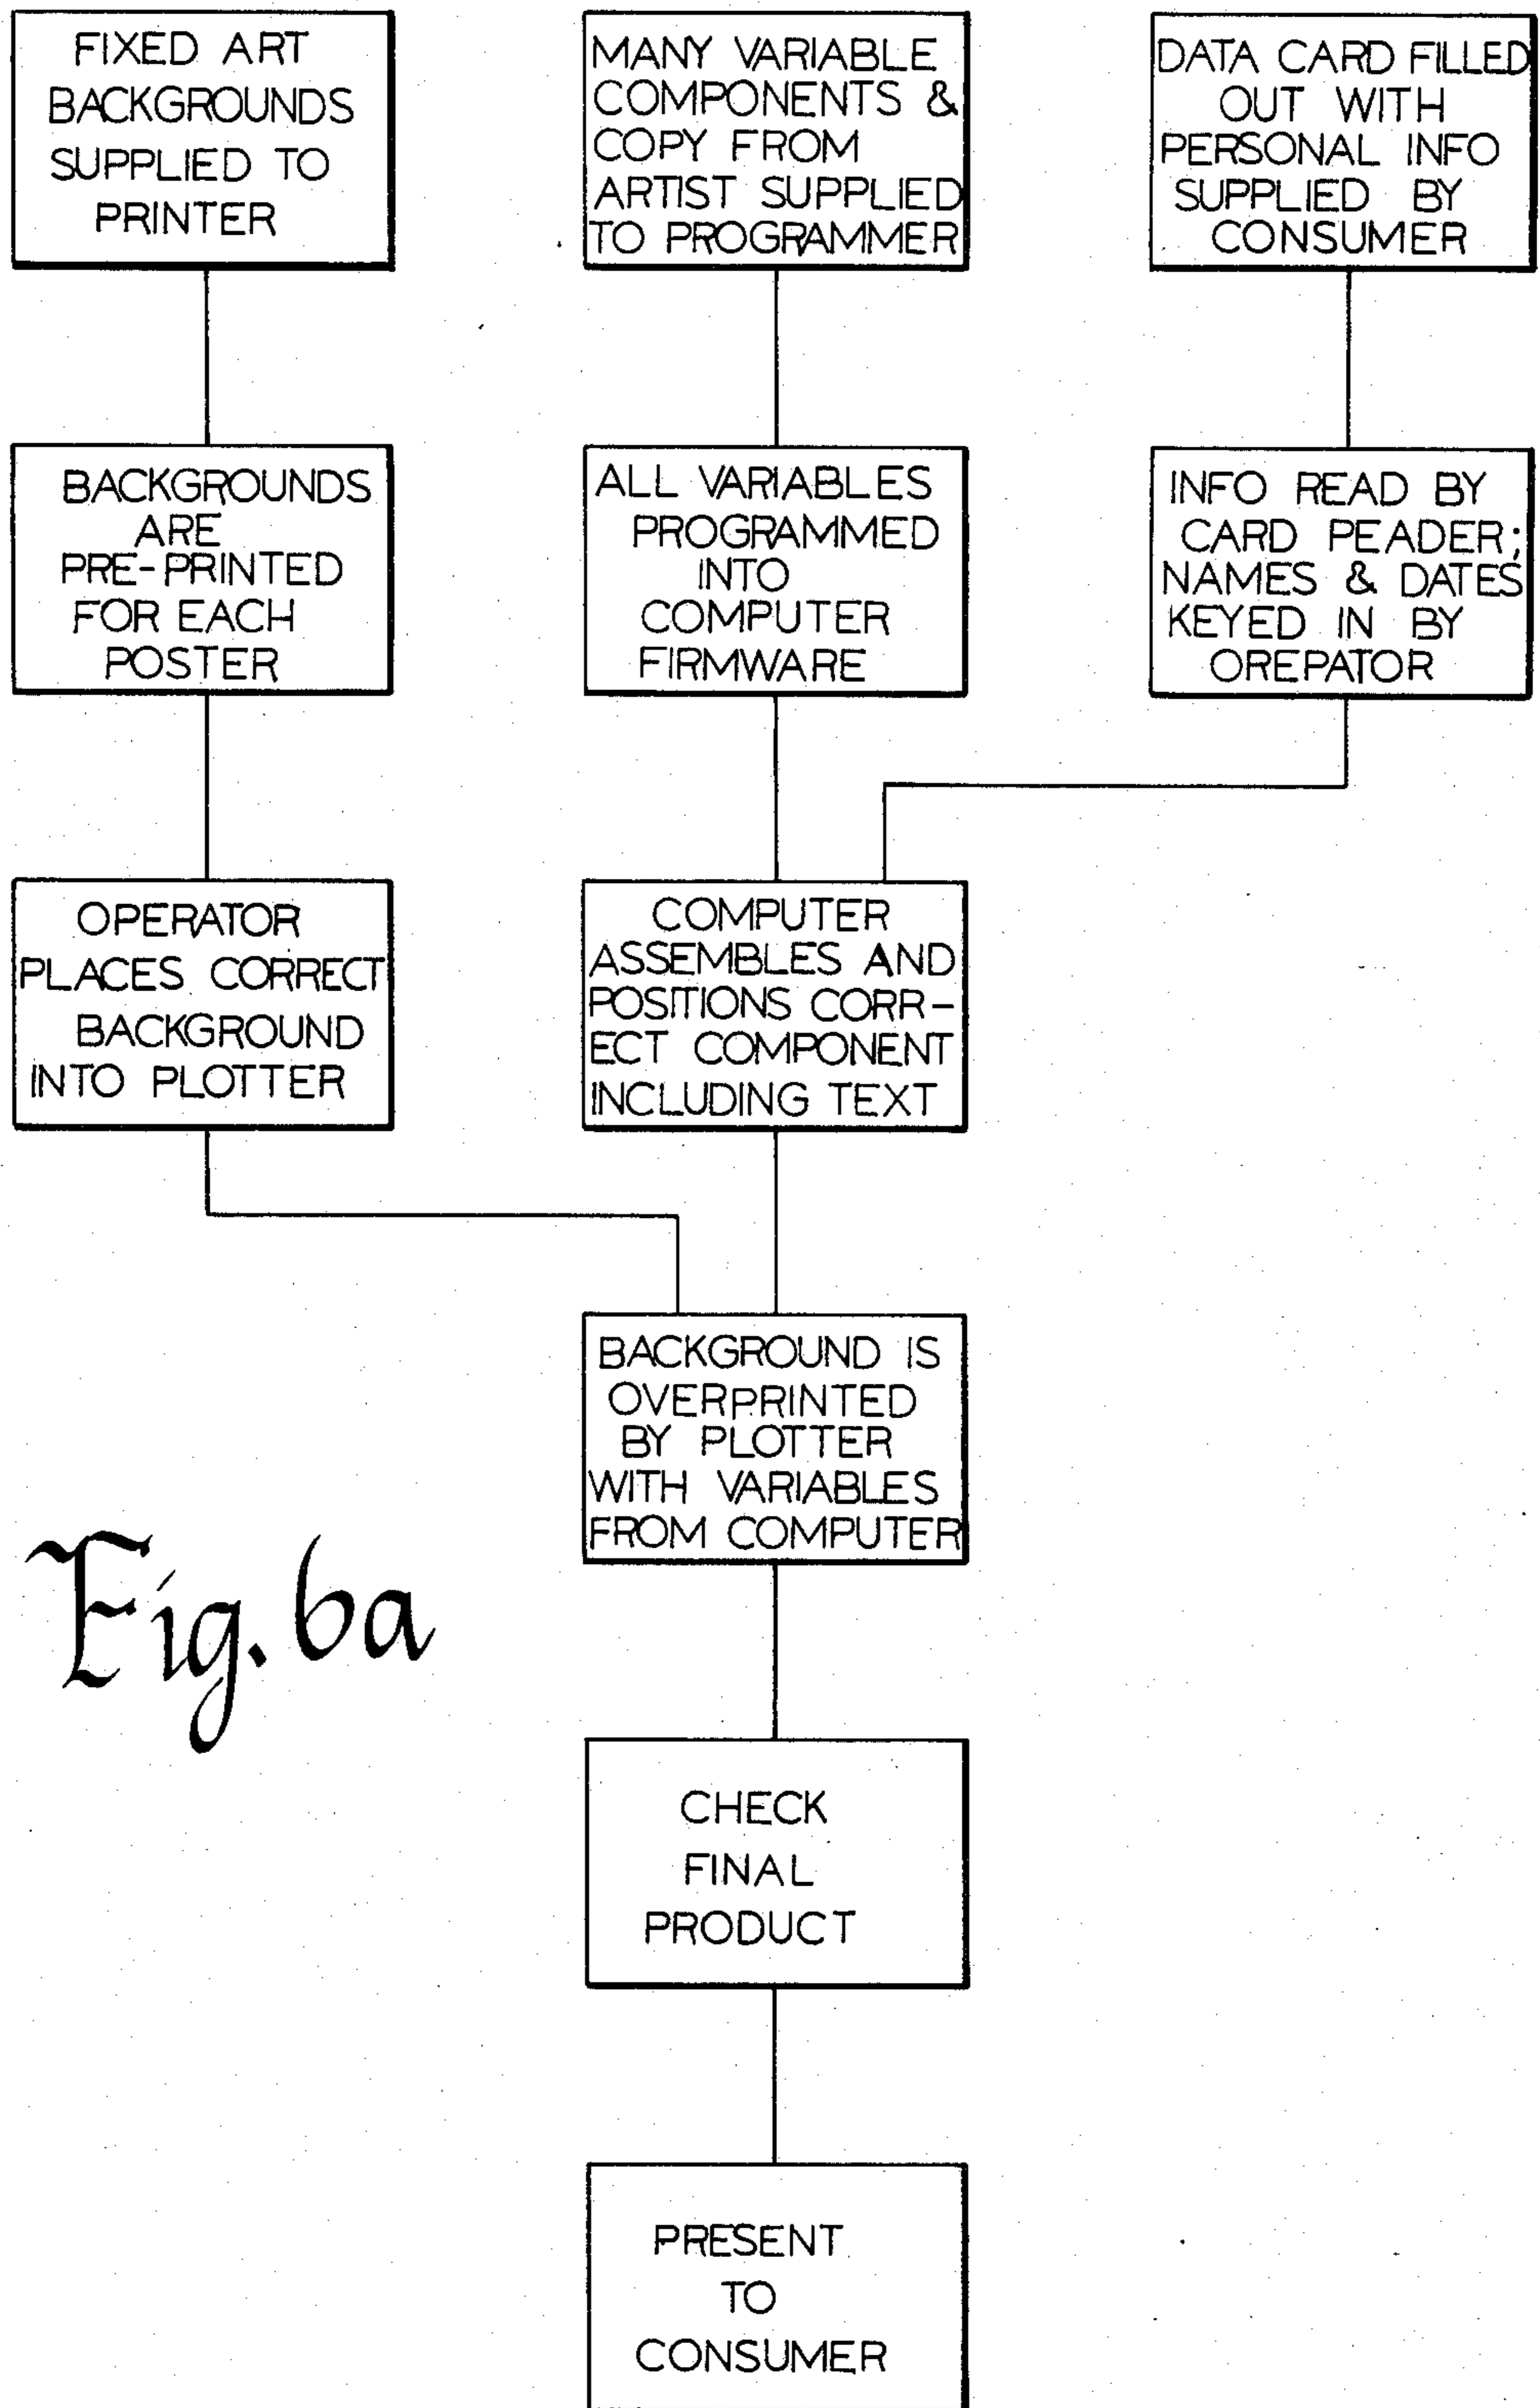 FIXED ART
BACKGROUNDS
SUPPLIED TO
PRINTER
MANY VARIABLE
COMPONENTS &
COPY FROM
ARTIST SUPPLIED
TO PROGRAMMER
DATA CARD FILLED
OUT WITH
PERSONAL INFO
SUPPLIED BY
CONSUMER
BACKGROUNDS
ARE
PRE-PRINTED
FOR EACH
POSTER
ALL VARIABLES
PROGRAMMED
INTO
COMPUTER
FIRMWARE
INFO READ BY
CARD PEADER;
NAMES & DATES
KEYED IN BY
OREPATOR
OPERATOR
PLACES CORRECT
BACKGROUND
INTO PLOTTER
COMPUTER
ASSEMBLES AND
POSITIONS CORR-
ECT COMPONENT
INCLUDING TEXT
BACKGROUND IS
OVERPRINTED
BY PLOTTER
WITH VARIABLES
FROM COMPUTER
Fig. 6a
CHECK
FINAL
PRODUCT
PRESENT
TO
CONSUMER